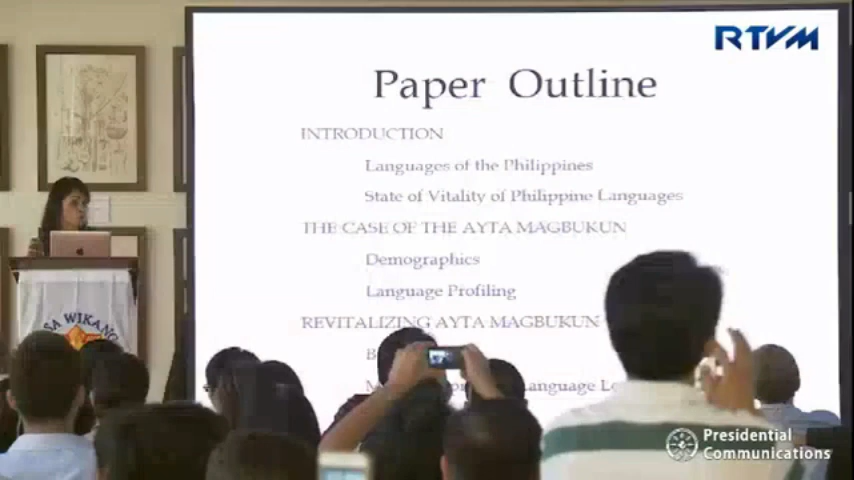 RTVM
Paper Outline
INTRODUCTION
Languages of the Philippines
State of Vitality of Philippine Languages
THE CASE OF THE AYTA MAGBUKUN
Demographics
Language Profiling
REVITALIZING AYTA MAGBUKUN
Language
SA WIKANG
Presidential
Communications